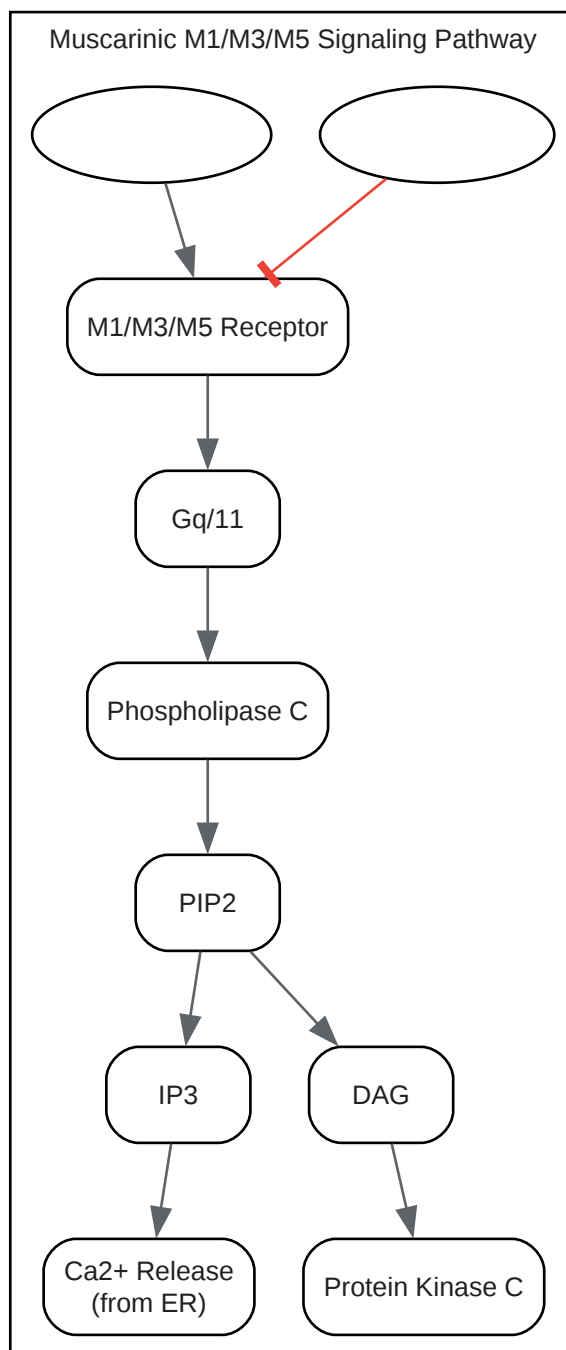 Muscarinic M1/M3/M5 Signaling Pathway
M1/M3/M5 Receptor
Gq/11
Phospholipase C
PIP2
IP3
DAG
Ca2+ Release
(from ER)
Protein Kinase C